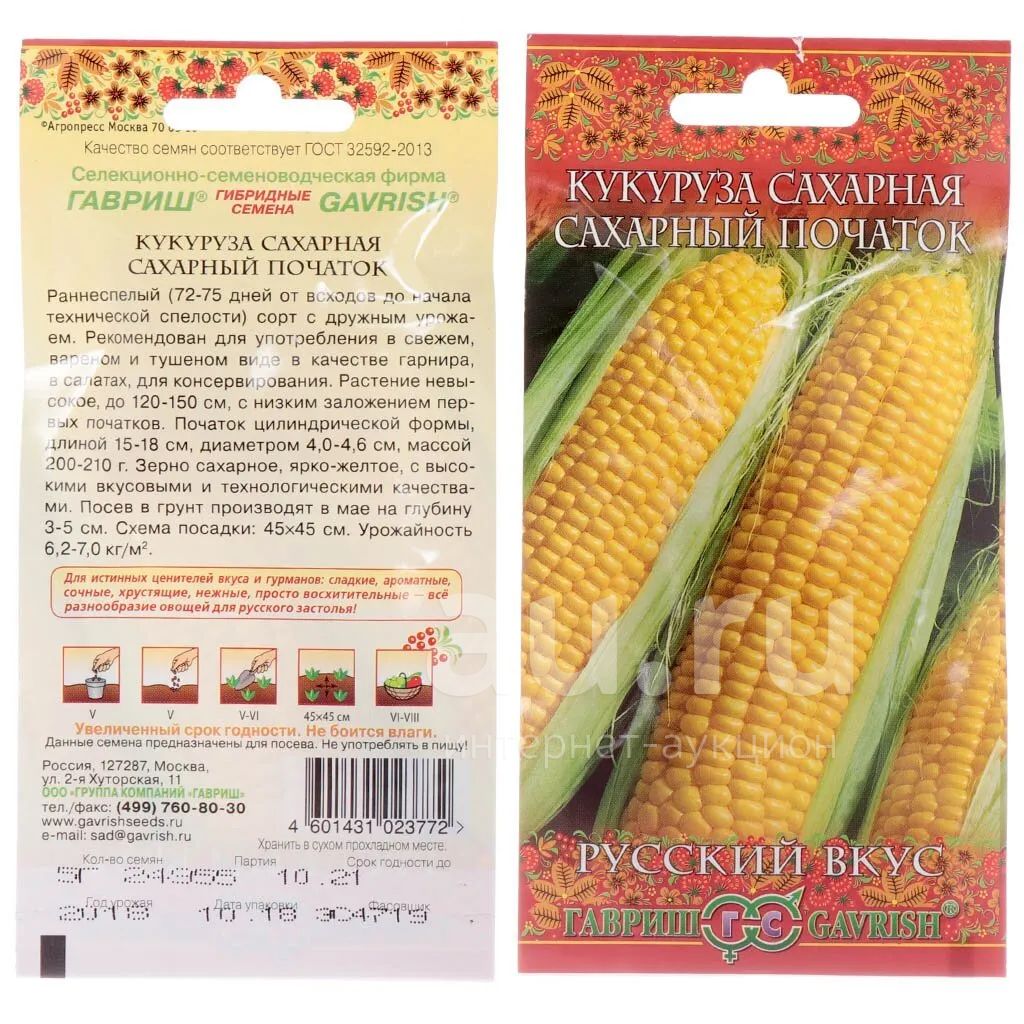 ©Агропресс Москва
Качество семян соответствует ГОСТ 32592-2013
Селекционно-семеноводческая фирма
ГАВРИШ® ГИБРИДНЫЕ СЕМЕНА GAVRISH®
КУКУРУЗА САХАРНАЯ
САХАРНЫЙ ПОЧАТОК
Раннеспелый (72-75 дней от всходов до начала
технической спелости) сорт с дружным урожа-
ем. Рекомендован для употребления в свежем,
вареном и тушеном виде в качестве гарнира,
в салатах, для консервирования. Растение невы-
сокое, до 120-150 см, с низким заложением пер-
вых початков. Початок цилиндрической формы,
длиной 15-18 см, диаметром 4,0-4,6 см, массой
200-210 г. Зерно сахарное, ярко-желтое, с высо-
кими вкусовыми и технологическими качества-
ми. Посев в грунт производят в мае на глубину
3-5 см. Схема посадки: 45х45 см. Урожайность
6,2-7,0 кг/м².
Для истинных ценителей вкуса и гурманов: сладкие, ароматные,
сочные, хрустящие, нежные, просто восхитительные — всё
разнообразие овощей для русского застолья!
V V V-VI 45х45 см VI-VIII
Увеличенный срок годности. Не боится влаги.
Данные семена предназначены для посева. Не употреблять в пищу!
Россия, 127287, Москва,
ул. 2-я Хуторская, 11
ООО "ГРУППА КОМПАНИЙ "ГАВРИШ"
тел./факс: (499) 760-80-30
www.gavrishseeds.ru
e-mail: sad@gavrish.ru
4 601431 023772 >
Хранить в сухом прохладном месте.
Кол-во семян Партия Срок годности до
10.21
Год урожая Дата упаковки Фасовщик
2018 10.18
КУКУРУЗА САХАРНАЯ
САХАРНЫЙ ПОЧАТОК
РУССКИЙ ВКУС
ГАВРИШ ГС GAVRISH®
au.ru
интернет-аукцион